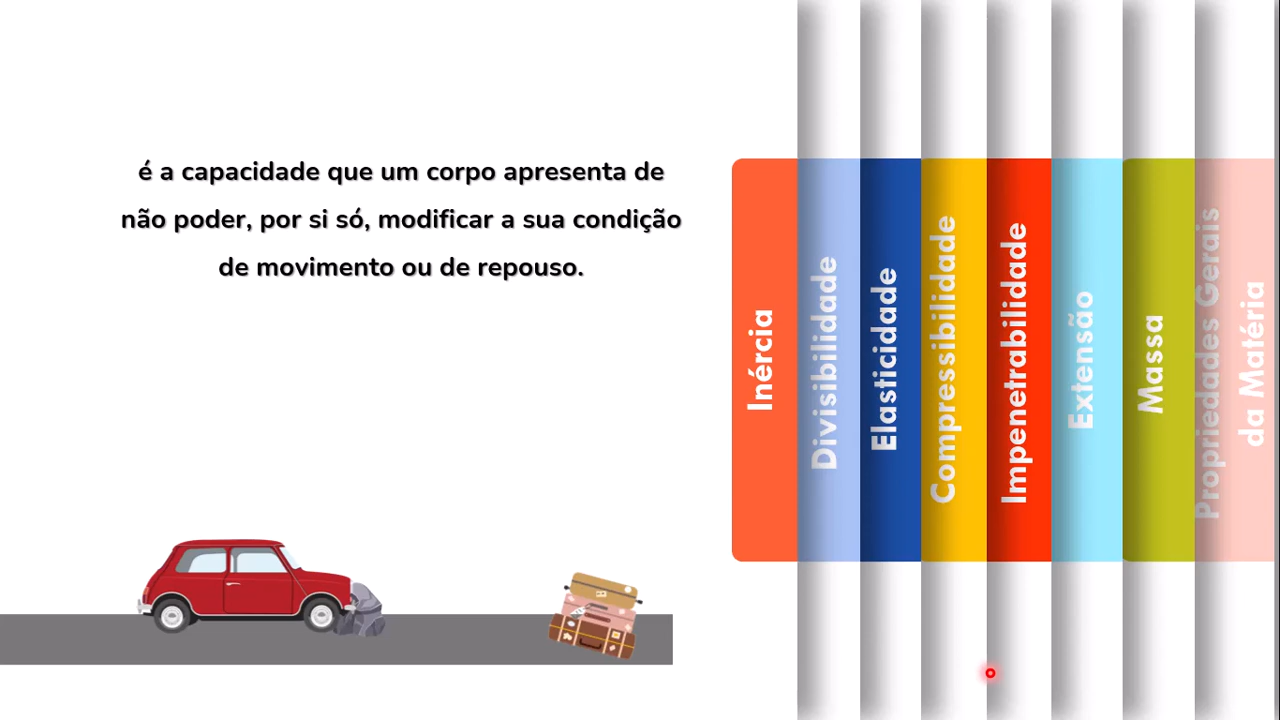 é a capacidade que um corpo apresenta de
não poder, por si só, modificar a sua condição
de movimento ou de repouso.
Inércia
Divisibilidade
Elasticidade
Compressibilidade
Impenetrabilidade
Extensão
Massa
Propriedades Gerais
da Matéria